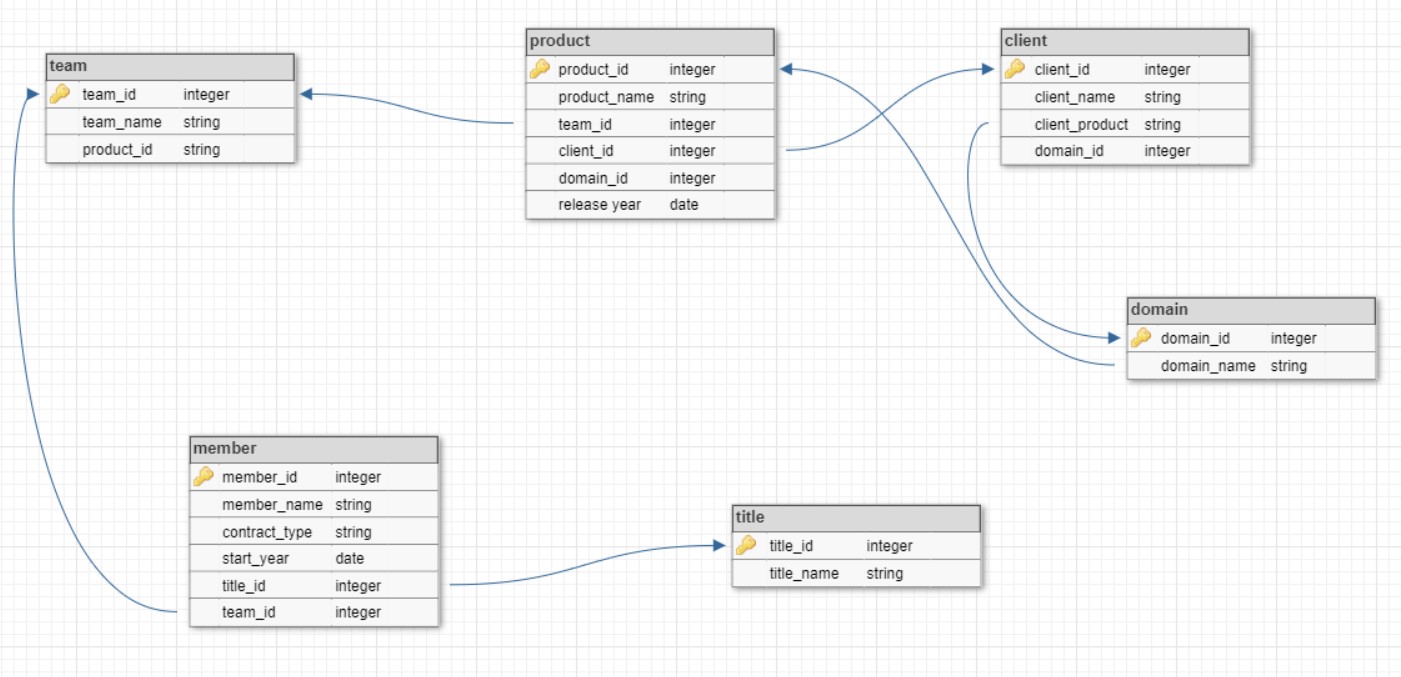 team
team_id integer
team_name string
product_id string
product
product_id integer
product_name string
team_id integer
client_id integer
domain_id integer
release year date
client
client_id integer
client_name string
client_product string
domain_id integer
domain
domain_id integer
domain_name string
member
member_id integer
member_name string
contract_type string
start_year date
title_id integer
team_id integer
title
title_id integer
title_name string